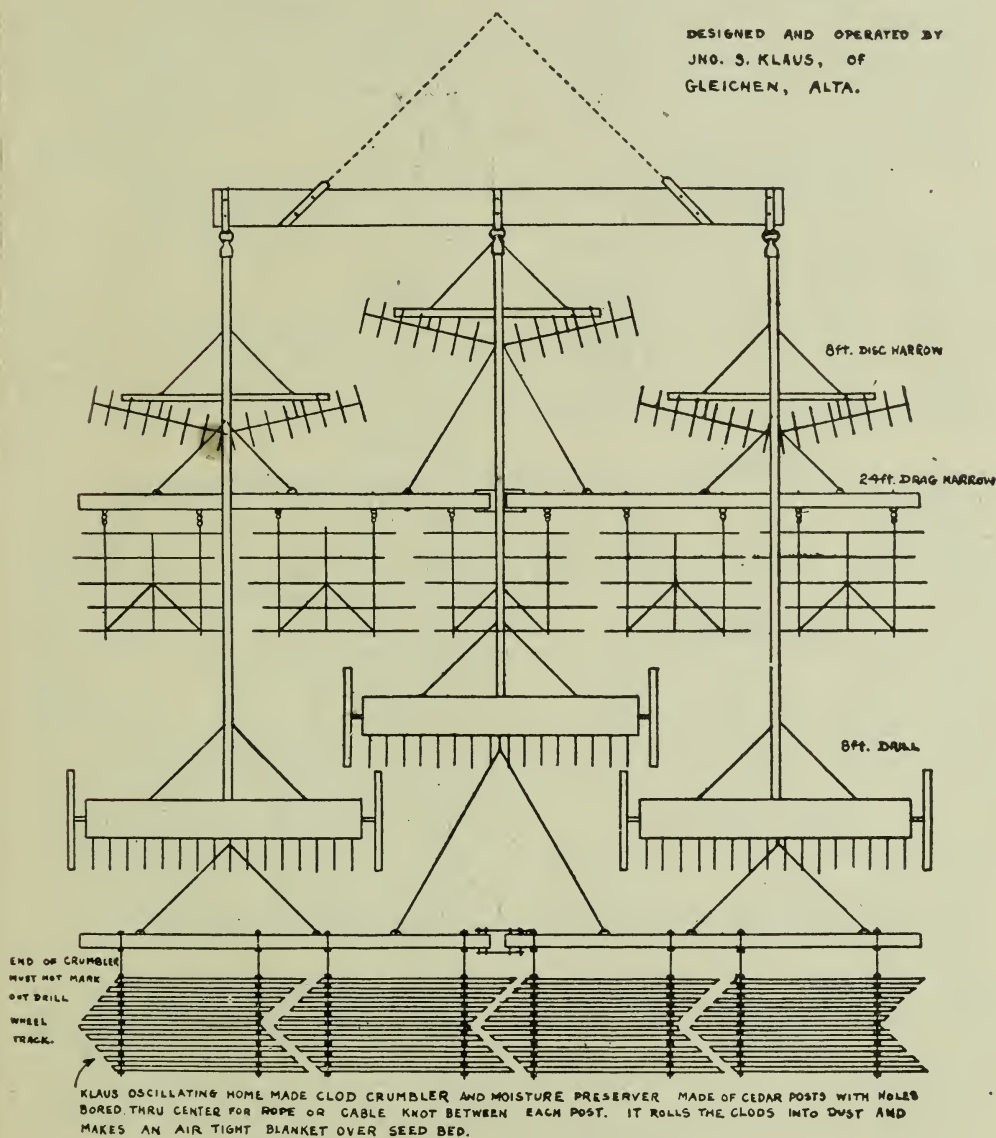 DESIGNED AND OPERATED BY
JNO. S. KLAUS, OF
GLEICHEN, ALTA.
8ft. DISC HARROW
24ft. DRAG HARROW
8ft. DRILL
END OF CRUMBLER
MUST NOT MARK
OUT DRILL
WHEEL
TRACK.
KLAUS OSCILLATING HOME MADE CLOD CRUMBLER AND MOISTURE PRESERVER MADE OF CEDAR POSTS WITH HOLES
BORED THRU CENTER FOR ROPE OR CABLE KNOT BETWEEN EACH POST. IT ROLLS THE CLODS INTO DUST AND
MAKES AN AIR TIGHT BLANKET OVER SEED BED.